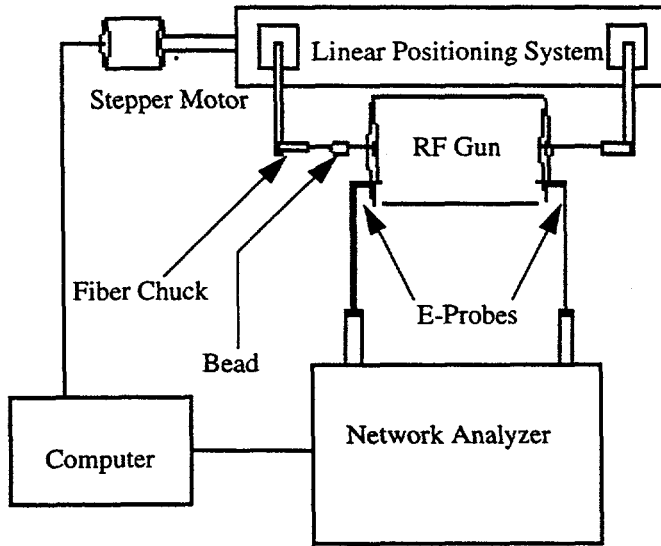 Linear Positioning System
Stepper Motor
RF Gun
Fiber Chuck
E-Probes
Bead
Network Analyzer
Computer